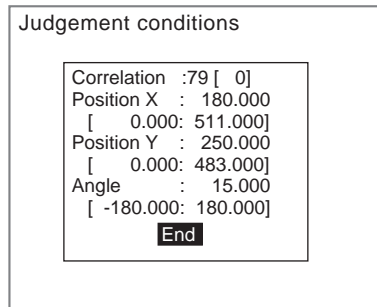 Judgement conditions
Correlation :79 [ 0]
Position X : 180.000
[ 0.000: 511.000]
Position Y : 250.000
[ 0.000: 483.000]
Angle : 15.000
[ -180.000: 180.000]
End